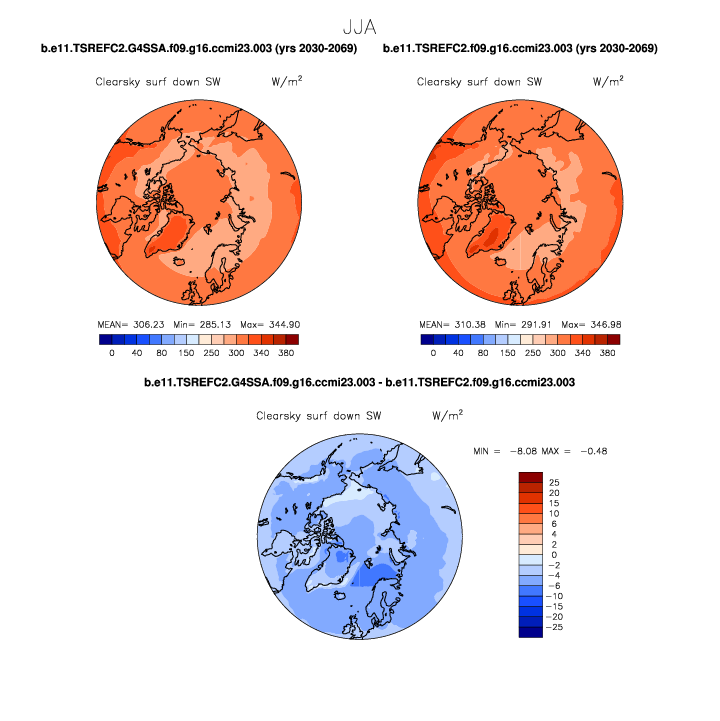 JJA
b.e11.TSREFC2.G4SSA.f09.g16.ccmi23.003 (yrs 2030-2069) b.e11.TSREFC2.f09.g16.ccmi23.003 (yrs 2030-2069)
Clearsky surf down SW W/m² Clearsky surf down SW W/m²
MEAN= 306.23 Min= 285.13 Max= 344.90 MEAN= 310.38 Min= 291.91 Max= 346.98
0 40 80 150 250 300 340 380 0 40 80 150 250 300 340 380
b.e11.TSREFC2.G4SSA.f09.g16.ccmi23.003 - b.e11.TSREFC2.f09.g16.ccmi23.003
Clearsky surf down SW W/m²
MIN = -8.08 MAX = -0.48
25
20
15
10
6
4
2
0
-2
-4
-6
-10
-15
-20
-25